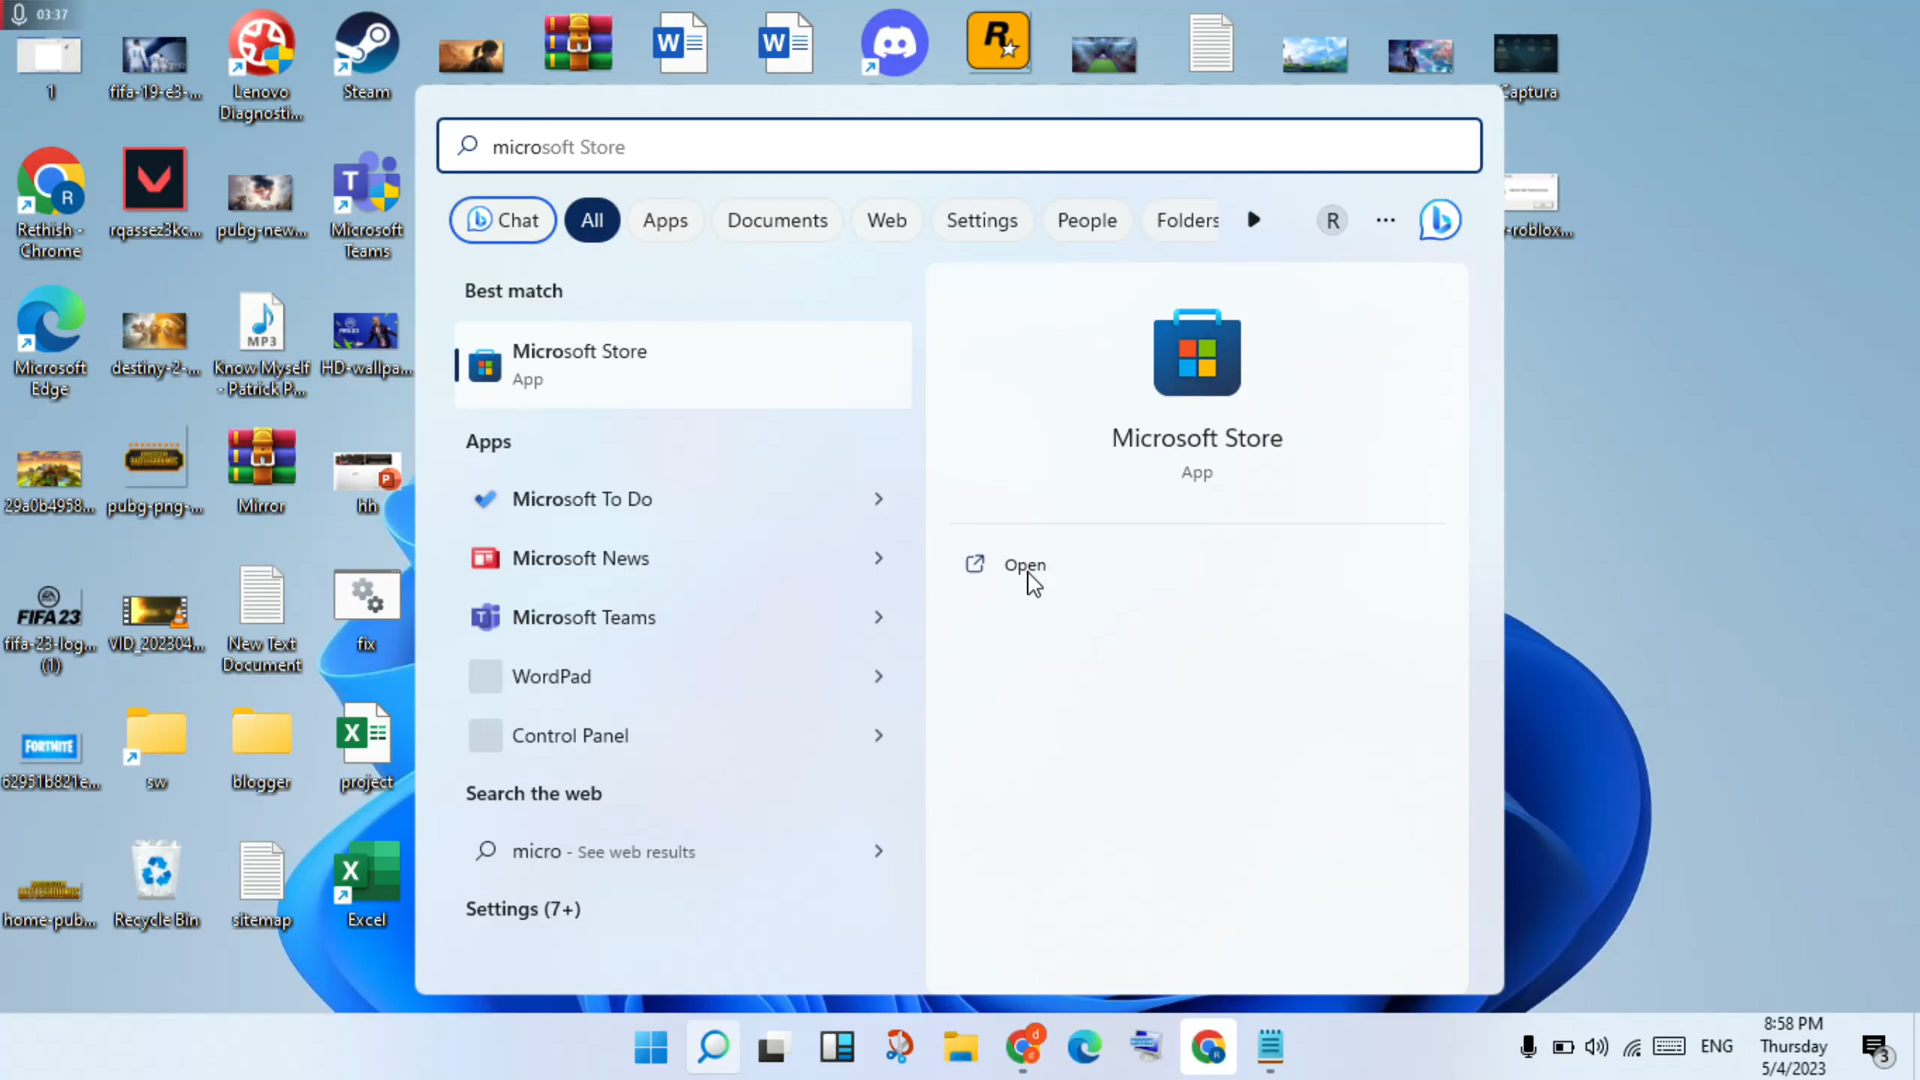 03:37
1
fifa-19-e3-...
Lenovo
Diagnosti...
Steam
Captura
microsoft Store
Chat
All
Apps
Documents
Web
Settings
People
Folders
R
...
Rethish -
Chrome
rqassez3kc...
pubg-new...
Microsoft
Teams
-roblox...
Best match
Microsoft Store
App
Microsoft Store
App
Open
Microsoft
Edge
destiny-2-...
MP3
Know Myself
- Patrick P...
HD-wallpa...
Apps
Microsoft To Do
Microsoft News
Microsoft Teams
WordPad
Control Panel
29a0b4958...
pubg-png-...
Mirror
hh
FIFA 23
fifa-23-log...
(1)
VID_202304...
New Text
Document
fix
Search the web
micro - See web results
Settings (7+)
FORTNITE
62951b821e...
sw
blogger
project
home-pub...
Recycle Bin
sitemap
Excel
ENG
8:58 PM
Thursday
5/4/2023
3